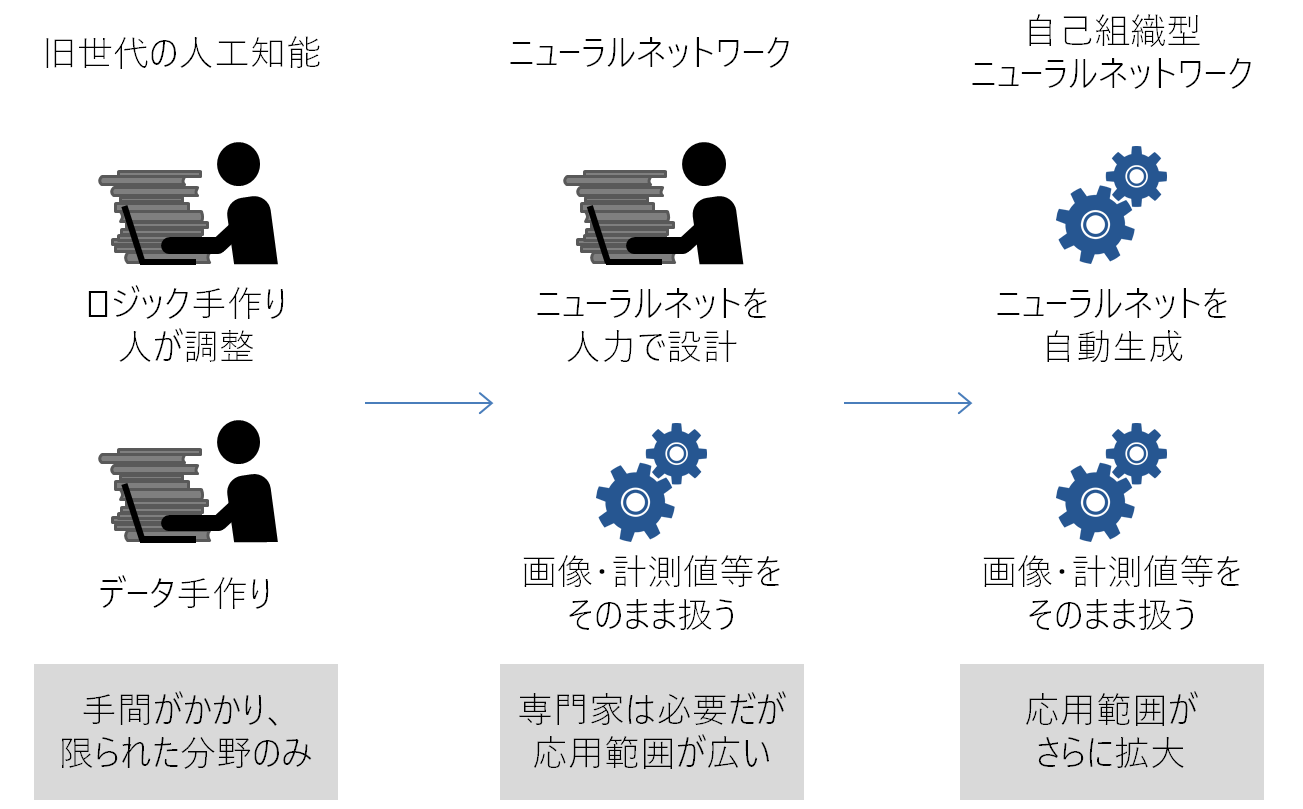 旧世代の人工知能
ロジック手作り
人が調整
データ手作り
手間がかかり、
限られた分野のみ
ニューラルネットワーク
ニューラルネットを
人力で設計
画像・計測値等を
そのまま扱う
専門家は必要だが
応用範囲が広い
自己組織型
ニューラルネットワーク
ニューラルネットを
自動生成
画像・計測値等を
そのまま扱う
応用範囲が
さらに拡大